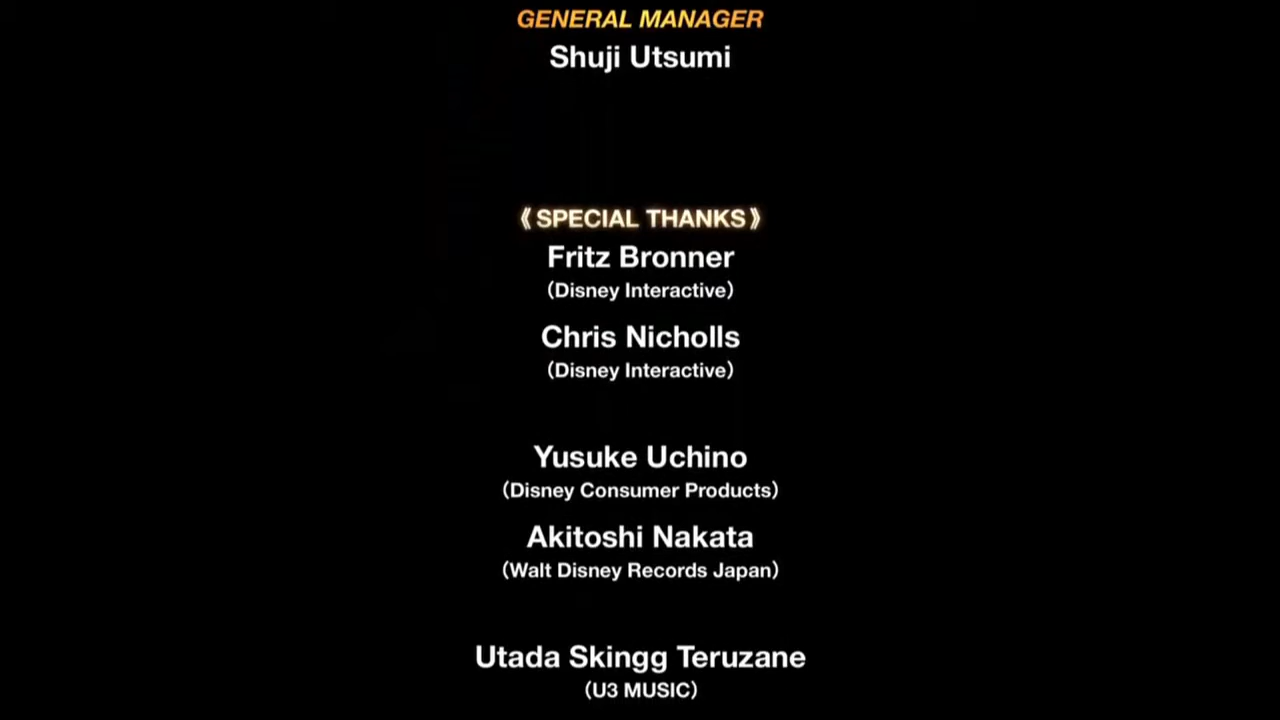 GENERAL MANAGER
Shuji Utsumi
《SPECIAL THANKS》
Fritz Bronner
(Disney Interactive)
Chris Nicholls
(Disney Interactive)
Yusuke Uchino
(Disney Consumer Products)
Akitoshi Nakata
(Walt Disney Records Japan)
Utada Skingg Teruzane
(U3 MUSIC)